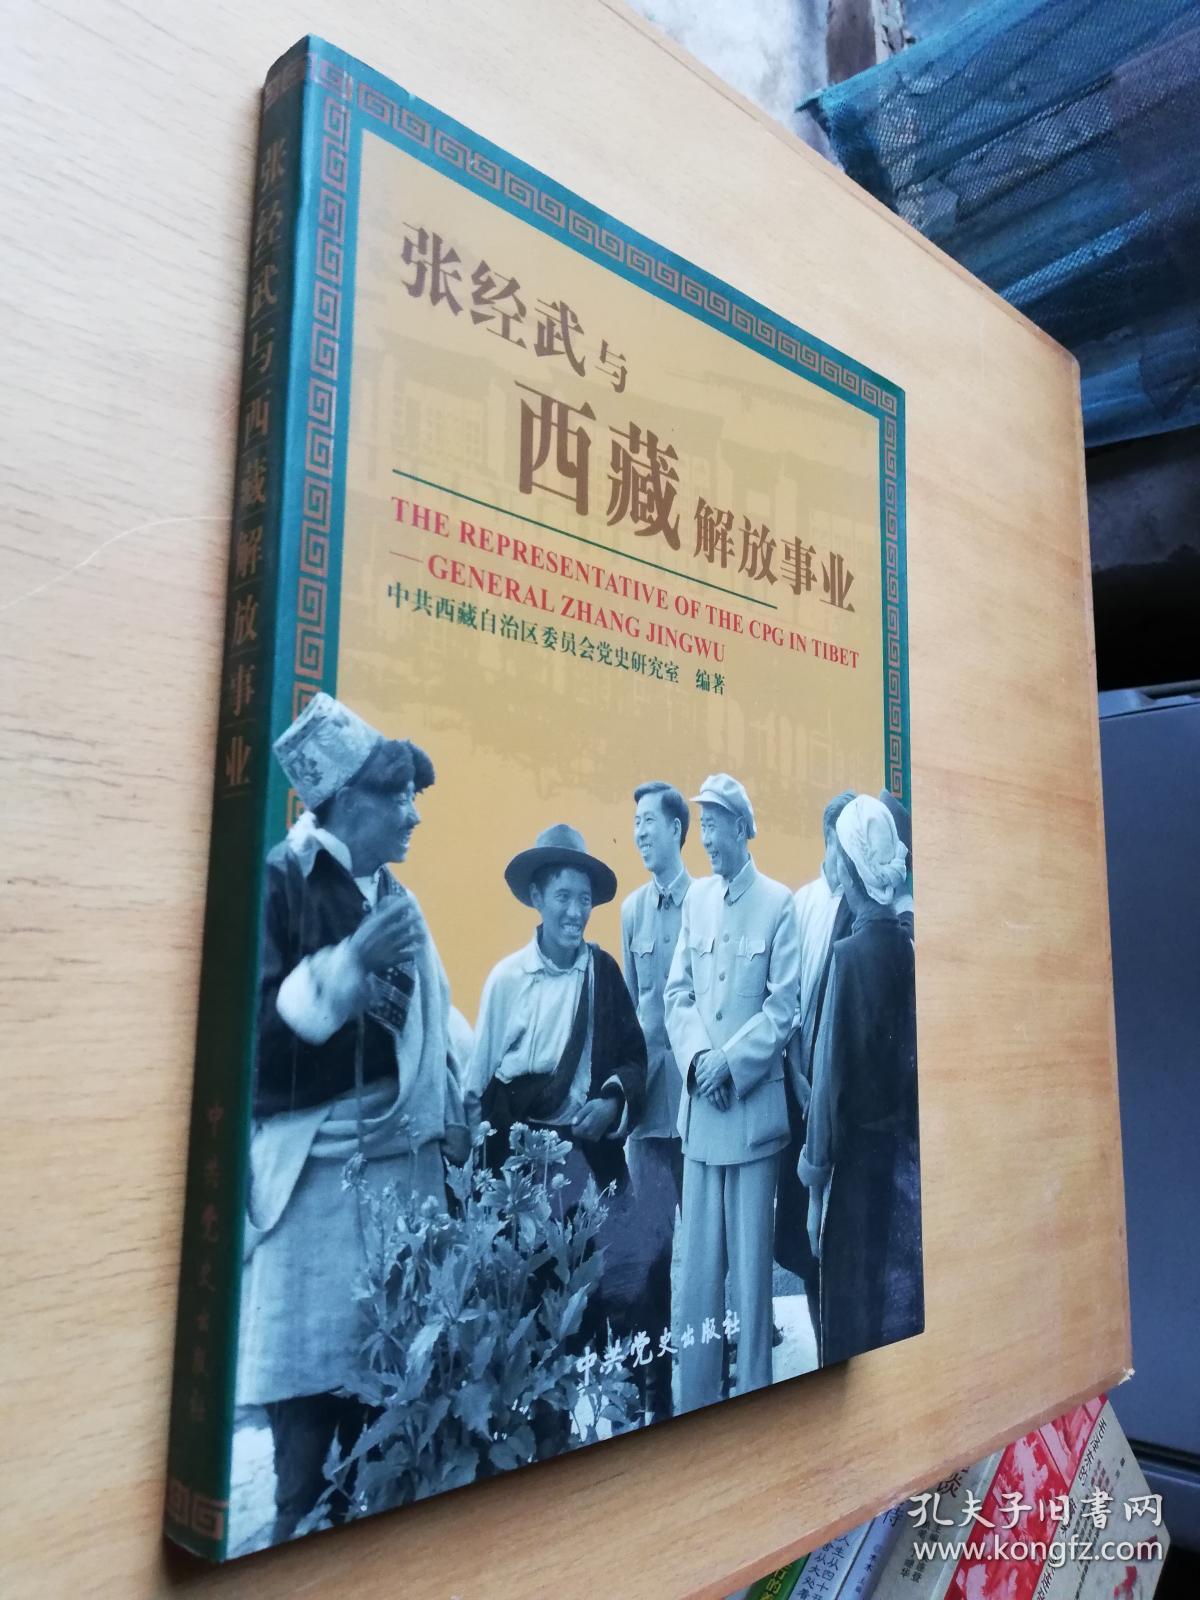 张经武与
西藏解放事业
THE REPRESENTATIVE OF THE CPG IN TIBET
—GENERAL ZHANG JINGWU
中共西藏自治区委员会党史研究室 编著
中共党史出版社
张经武与西藏解放事业
中共党史出版社
孔夫子旧书网
www.kongfz.com